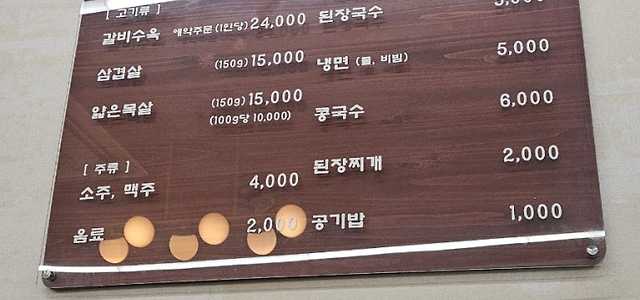 [ 고기류 ]
갈비수육 예약주문 (1인당) 24,000
삼겹살 (150g) 15,000
얇은목살 (150g) 15,000
(100g당 10,000)
[ 주류 ]
소주, 맥주 4,000
음료 2,000
된장국수
냉면 (물, 비빔) 5,000
콩국수 6,000
된장찌개 2,000
공기밥 1,000